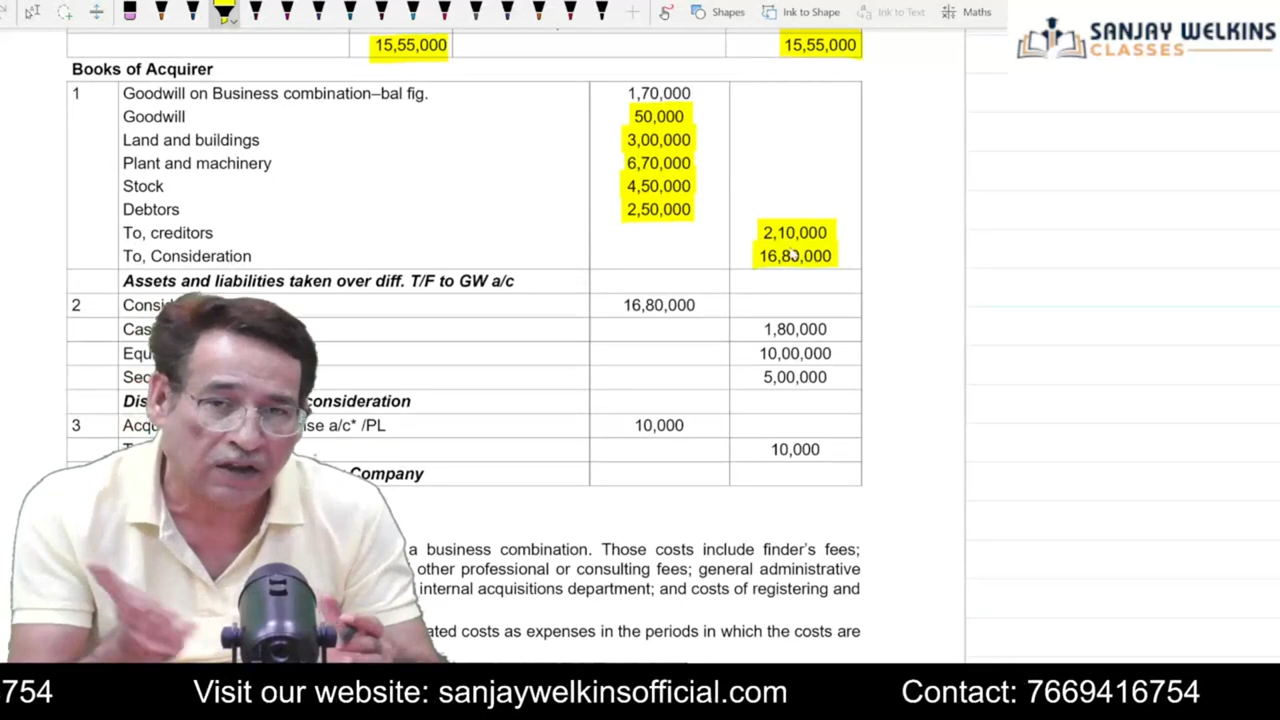 Shapes Ink to Shape Ink to Text Maths
SANJAY WELKINS
CLASSES
15,55,000 15,55,000
Books of Acquirer
1 Goodwill on Business combination–bal fig. 1,70,000
Goodwill 50,000
Land and buildings 3,00,000
Plant and machinery 6,70,000
Stock 4,50,000
Debtors 2,50,000
To, creditors 2,10,000
To, Consideration 16,80,000
Assets and liabilities taken over diff. T/F to GW a/c
2 16,80,000
1,80,000
10,00,000
5,00,000
consideration
3 a/c* /PL 10,000
10,000
Company
a business combination. Those costs include finder's fees;
other professional or consulting fees; general administrative
internal acquisitions department; and costs of registering and
costs as expenses in the periods in which the costs are
3754 Visit our website: sanjaywelkinsofficial.com Contact: 7669416754